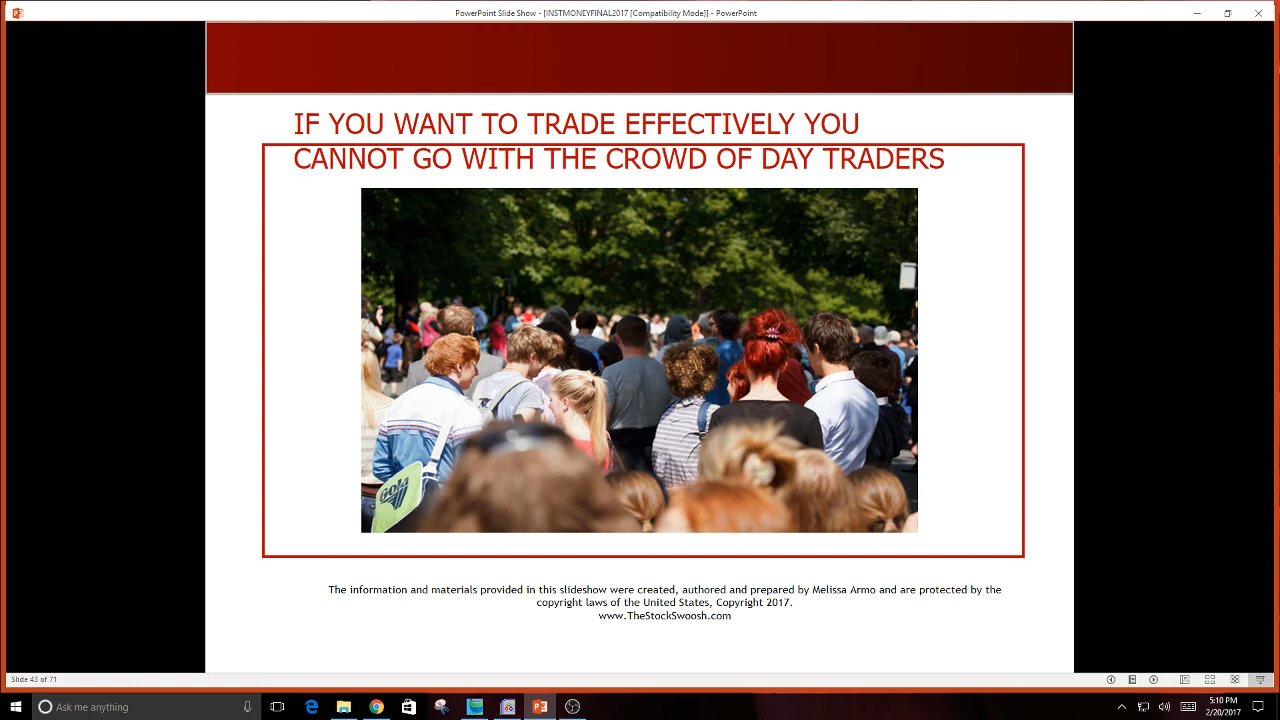 PowerPoint Slide Show - [INSTMONEYFINAL2017 [Compatibility Mode]] - PowerPoint
IF YOU WANT TO TRADE EFFECTIVELY YOU
CANNOT GO WITH THE CROWD OF DAY TRADERS
Gola
The information and materials provided in this slideshow were created, authored and prepared by Melissa Armo and are protected by the
copyright laws of the United States, Copyright 2017.
www.TheStockSwoosh.com
Slide 43 of 71
Ask me anything
5:10 PM
2/20/2017